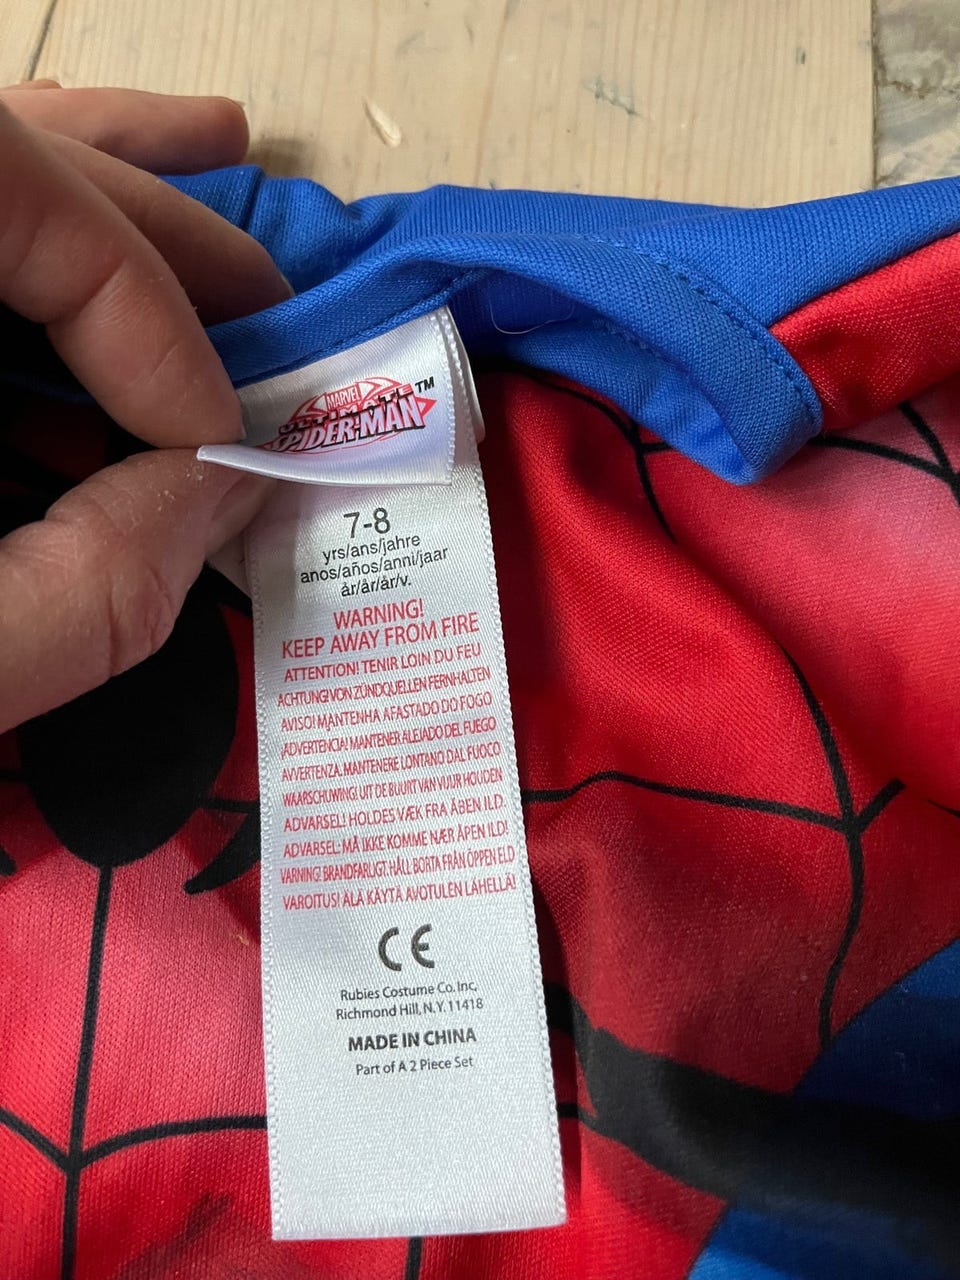 MARVEL
ULTIMATE
SPIDER-MAN™
7-8
yrs/ans/jahre
anos/años/anni/jaar
år/år/år/v.
WARNING!
KEEP AWAY FROM FIRE
ATTENTION! TENIR LOIN DU FEU
ACHTUNG! VON ZÜNDQUELLEN FERNHALTEN
AVISO! MANTENHA AFASTADO DO FOGO
¡ADVERTENCIA! MANTENER ALEJADO DEL FUEGO
AVVERTENZA. MANTENERE LONTANO DAL FUOCO
WAARSCHUWING! UIT DE BUURT VAN VUUR HOUDEN
ADVARSEL! HOLDES VÆK FRA ÅBEN ILD.
ADVARSEL: MÅ IKKE KOMME NÆR ÅPEN ILD!
VARNING! BRANDFARLIGT. HÅLL BORTA FRÅN ÖPPEN ELD
VAROITUS! ÄLÄ KÄYTÄ AVOTULEN LÄHELLÄ!
CE
Rubies Costume Co. Inc,
Richmond Hill, N.Y. 11418
MADE IN CHINA
Part of A 2 Piece Set